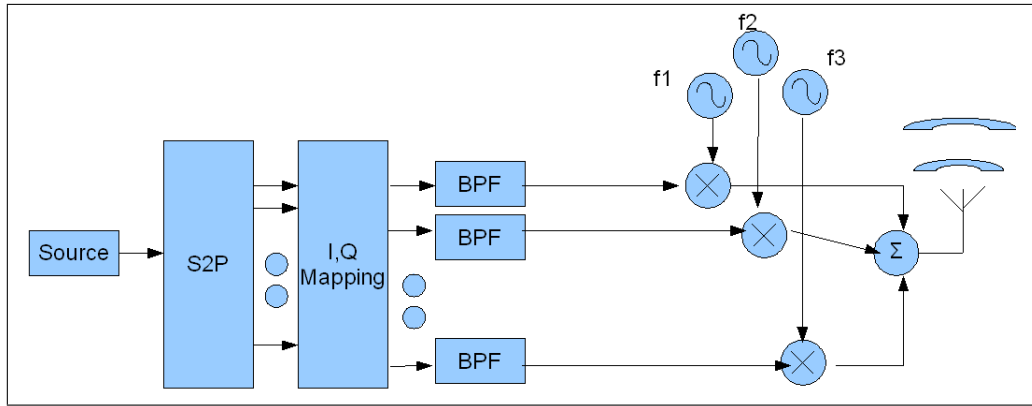 f2
f1
f3
Source
S2P
I,Q
Mapping
BPF
BPF
BPF
Σ